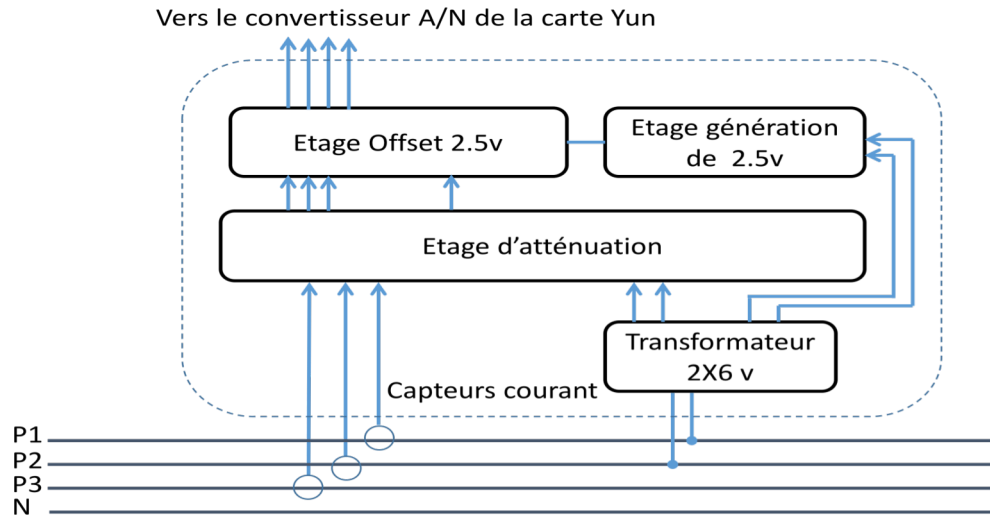 Vers le convertisseur A/N de la carte Yun
Etage Offset 2.5v
Etage génération
de 2.5v
Etage d’atténuation
Transformateur
2X6 v
Capteurs courant
P1
P2
P3
N